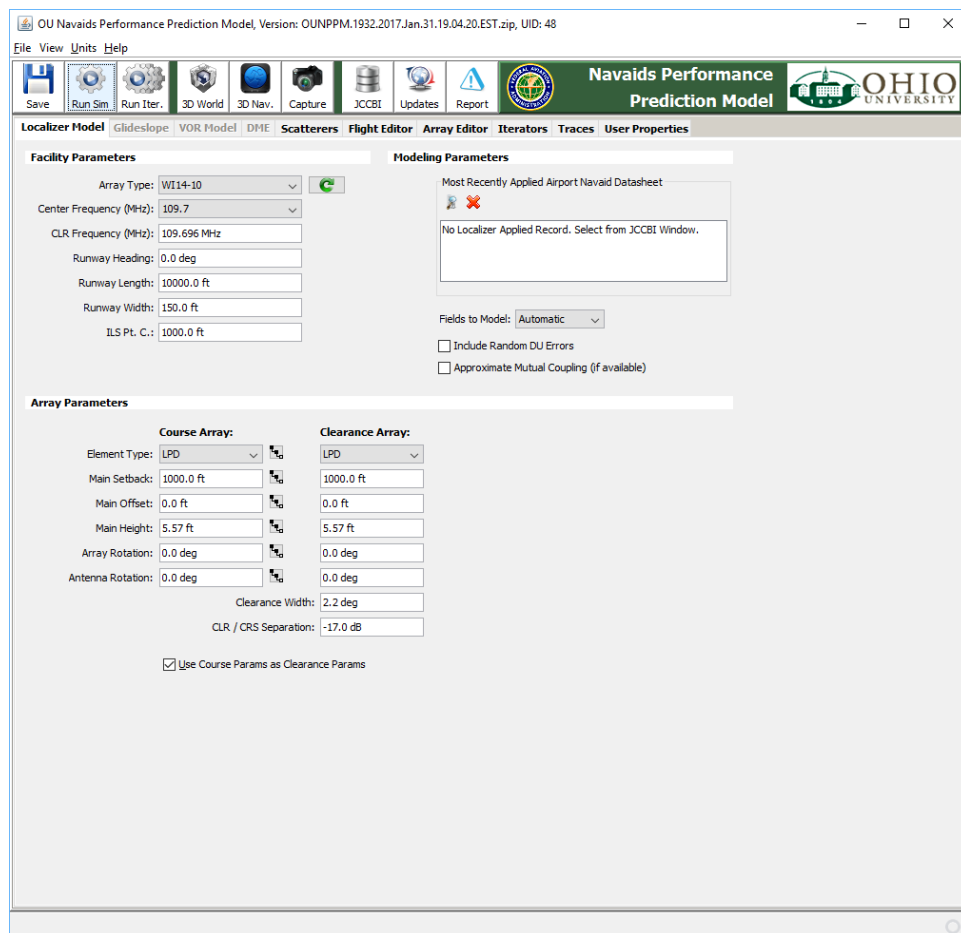 OU Navaids Performance Prediction Model, Version: OUNPPM.1932.2017.Jan.31.19.04.20.EST.zip, UID: 48
File View Units Help
Save Run Sim Run Iter. 3D World 3D Nav. Capture JCCBI Updates Report
FEDERAL AVIATION ADMINISTRATION
Navaids Performance
Prediction Model
1804
OHIO
UNIVERSITY
Localizer Model Glideslope VOR Model DME Scatterers Flight Editor Array Editor Iterators Traces User Properties
Facility Parameters
Array Type: WI14-10
Center Frequency (MHz): 109.7
CLR Frequency (MHz): 109.696 MHz
Runway Heading: 0.0 deg
Runway Length: 10000.0 ft
Runway Width: 150.0 ft
ILS Pt. C.: 1000.0 ft
Modeling Parameters
Most Recently Applied Airport Navaid Datasheet
No Localizer Applied Record. Select from JCCBI Window.
Fields to Model: Automatic
Include Random DU Errors
Approximate Mutual Coupling (if available)
Array Parameters
Course Array: Clearance Array:
Element Type: LPD LPD
Main Setback: 1000.0 ft 1000.0 ft
Main Offset: 0.0 ft 0.0 ft
Main Height: 5.57 ft 5.57 ft
Array Rotation: 0.0 deg 0.0 deg
Antenna Rotation: 0.0 deg 0.0 deg
Clearance Width: 2.2 deg
CLR / CRS Separation: -17.0 dB
Use Course Params as Clearance Params